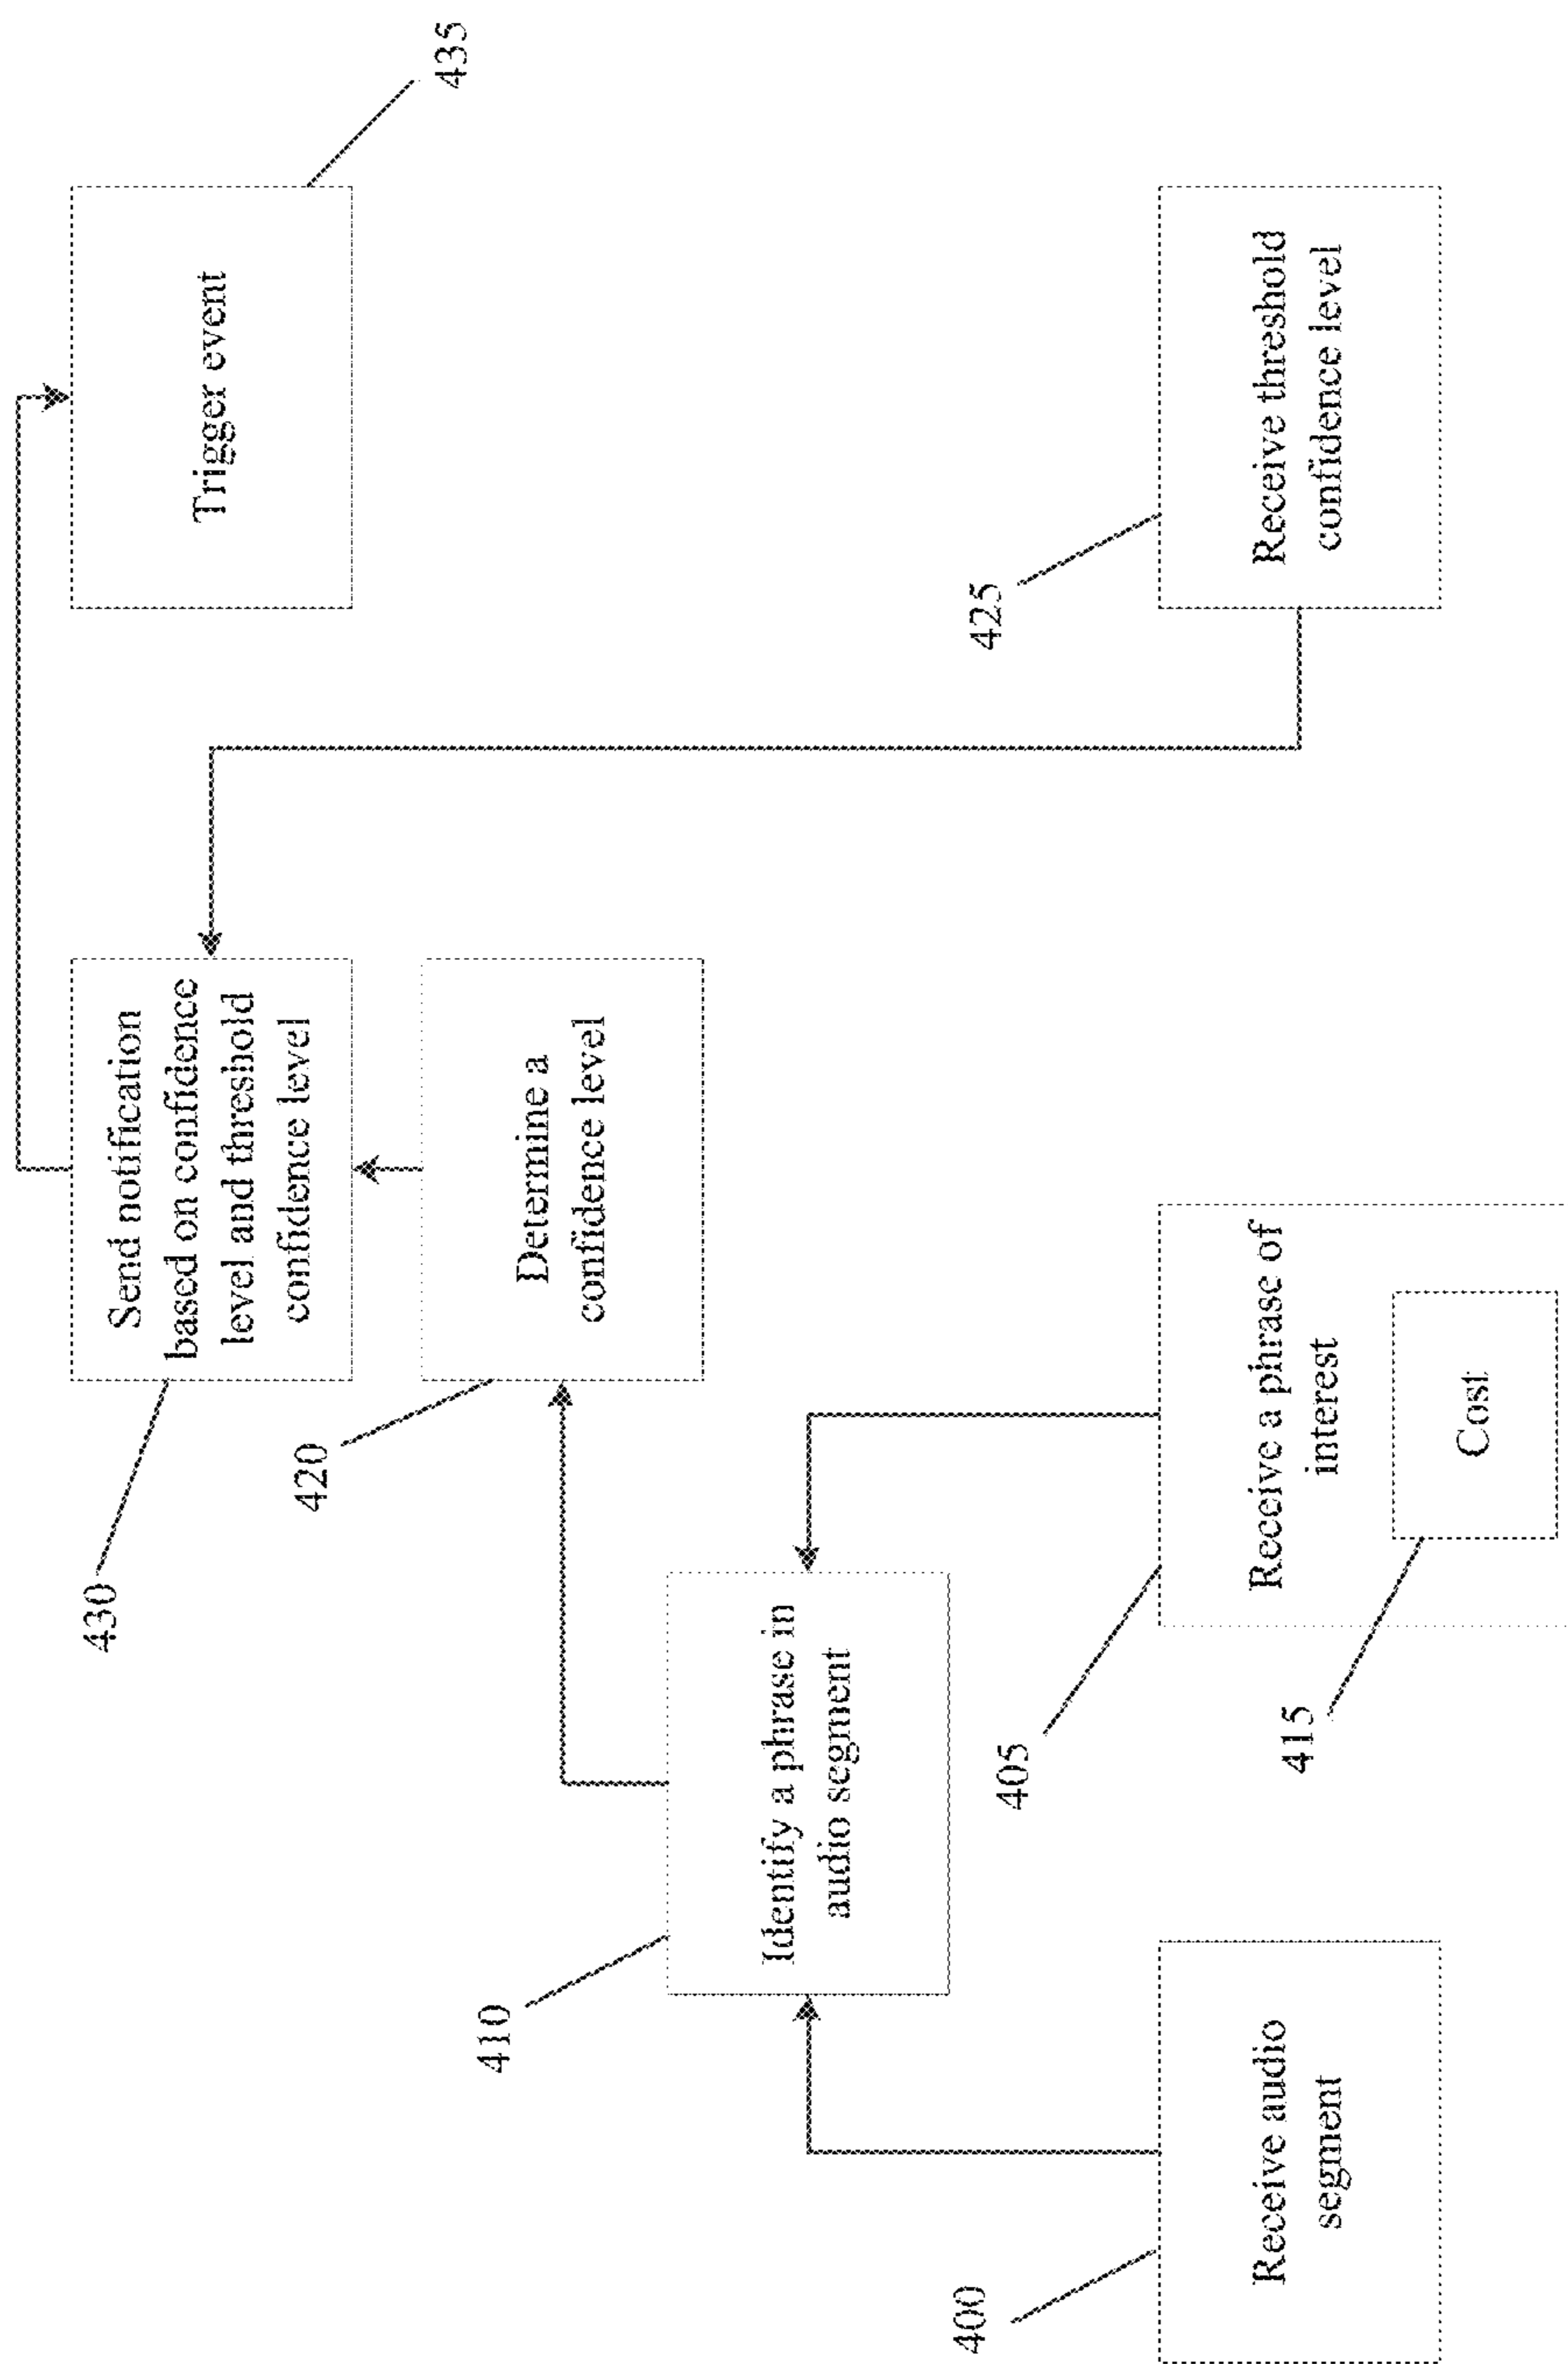 400
Receive audio
segment
410
Identify a phrase in
audio segment
405
Receive a phrase of
interest
415
Cost
420
Determine a
confidence level
430
Send notification
based on confidence
level and threshold
confidence level
425
Receive threshold
confidence level
Trigger event
435